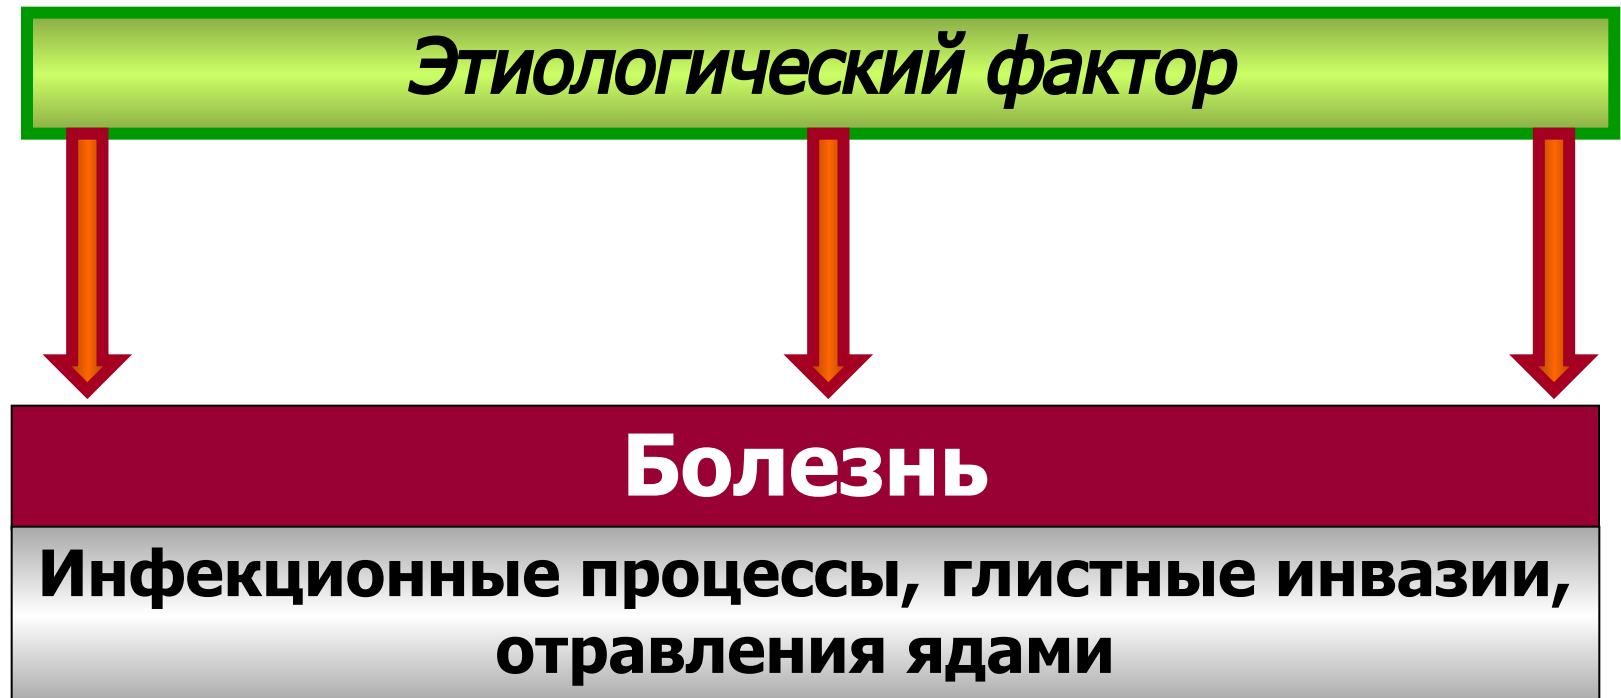 Этиологический фактор
Болезнь
Инфекционные процессы, глистные инвазии,
отравления ядами